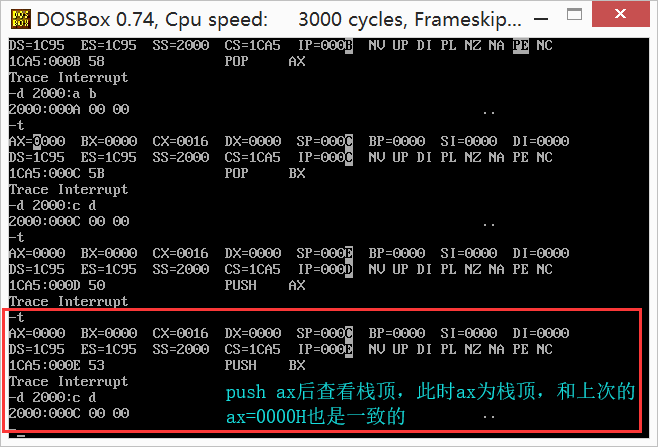 DOSBox 0.74, Cpu speed: 3000 cycles, Frameskip...
DS=1C95 ES=1C95 SS=2000 CS=1CA5 IP=000B NV UP DI PL NZ NA PE NC
1CA5:000B 58 POP AX
Trace Interrupt
-d 2000:a b
2000:000A 00 00 ..
-t
AX=0000 BX=0000 CX=0016 DX=0000 SP=000C BP=0000 SI=0000 DI=0000
DS=1C95 ES=1C95 SS=2000 CS=1CA5 IP=000C NV UP DI PL NZ NA PE NC
1CA5:000C 5B POP BX
Trace Interrupt
-d 2000:c d
2000:000C 00 00 ..
-t
AX=0000 BX=0000 CX=0016 DX=0000 SP=000E BP=0000 SI=0000 DI=0000
DS=1C95 ES=1C95 SS=2000 CS=1CA5 IP=000D NV UP DI PL NZ NA PE NC
1CA5:000D 50 PUSH AX
Trace Interrupt
-t
AX=0000 BX=0000 CX=0016 DX=0000 SP=000C BP=0000 SI=0000 DI=0000
DS=1C95 ES=1C95 SS=2000 CS=1CA5 IP=000E NV UP DI PL NZ NA PE NC
1CA5:000E 53 PUSH BX
Trace Interrupt
-d 2000:c d
2000:000C 00 00 ..
push ax后查看栈顶，此时ax为栈顶，和上次的
ax=0000H也是一致的
-_